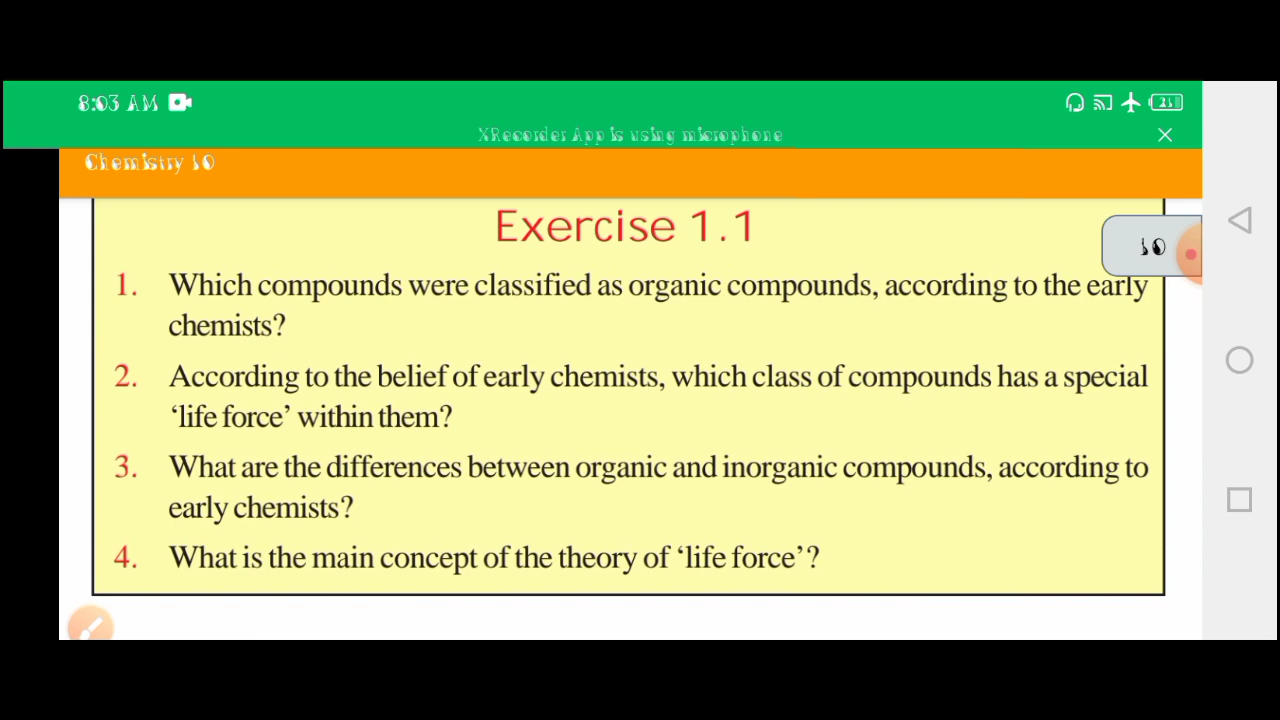 8:03 AM
21
XRecorder App is using microphone
Chemistry 10
Exercise 1.1
10
1. Which compounds were classified as organic compounds, according to the early
chemists?
2. According to the belief of early chemists, which class of compounds has a special
‘life force’ within them?
3. What are the differences between organic and inorganic compounds, according to
early chemists?
4. What is the main concept of the theory of ‘life force’?